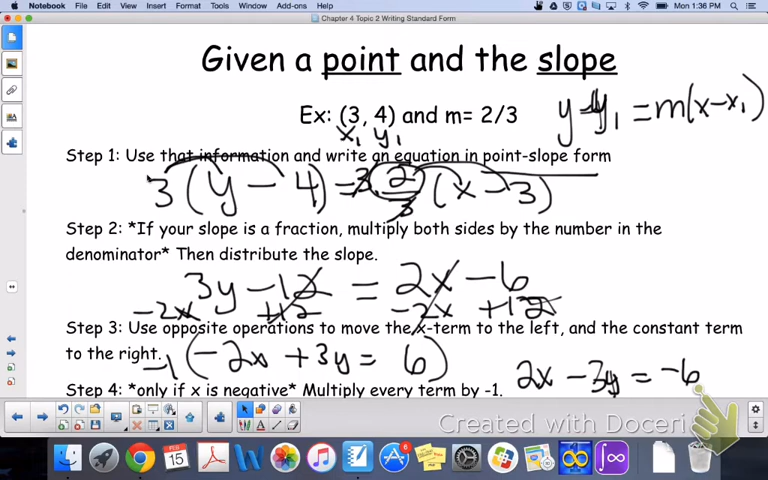 Notebook File Edit View Insert Format Tools Window Add-ons Help Mon 1:36 PM
Chapter 4 Topic 2 Writing Standard Form
Given a point and the slope
Ex: (3, 4) and m= 2/3
y-y₁ = m(x-x₁)
x₁ y₁
Step 1: Use that information and write an equation in point-slope form
3(y - 4) = 3 2/3 (x - 3)
Step 2: *If your slope is a fraction, multiply both sides by the number in the
denominator* Then distribute the slope.
3y -12 = 2x -6
-2x +12 -2x +12
Step 3: Use opposite operations to move the x-term to the left, and the constant term
to the right.
-1(-2x +3y = 6)
2x -3y = -6
Step 4: *only if x is negative* Multiply every term by -1.
Created with Doceri
JUL
15